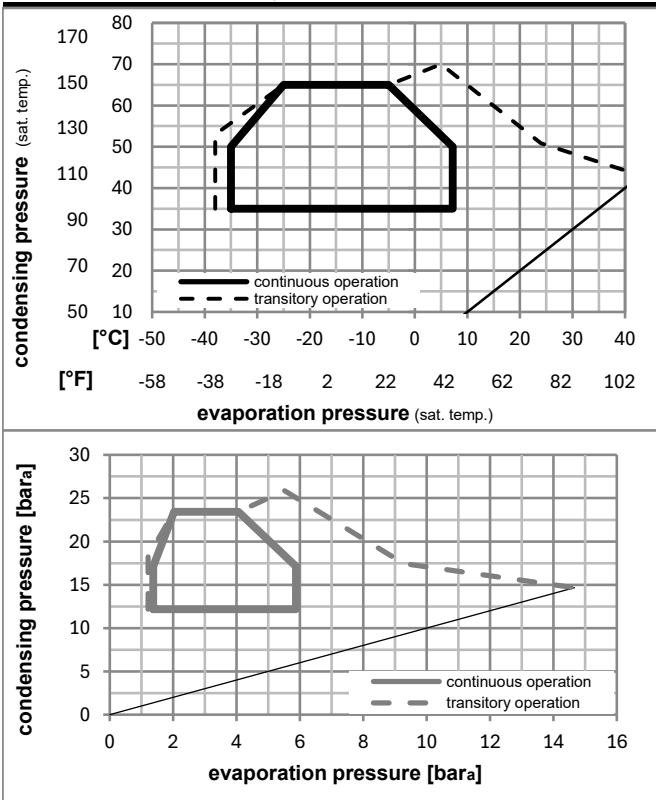 condensing pressure (sat. temp.)
170 80
70
150 60
130 50
110 40
90 30
70 20
50 10
continuous operation
transitory operation
[°C] -50 -40 -30 -20 -10 0 10 20 30 40
[°F] -58 -38 -18 2 22 42 62 82 102
evaporation pressure (sat. temp.)
condensing pressure [bara]
30
25
20
15
10
5
0
continuous operation
transitory operation
0 2 4 6 8 10 12 14 16
evaporation pressure [bara]